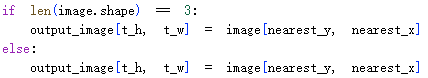 if len(image.shape) == 3:
    output_image[t_h, t_w] = image[nearest_y, nearest_x]
else:
    output_image[t_h, t_w] = image[nearest_y, nearest_x]